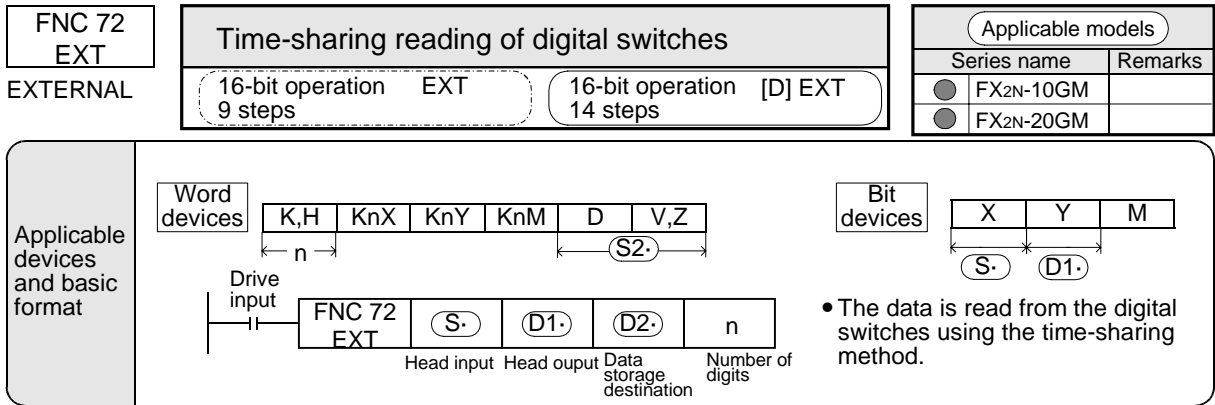 FNC 72
EXT
EXTERNAL
Time-sharing reading of digital switches
16-bit operation EXT
9 steps
16-bit operation [D] EXT
14 steps
Applicable models
Series name Remarks
FX2N-10GM
FX2N-20GM
Applicable
devices
and basic
format
Word
devices
K,H KnX KnY KnM D V,Z
n
S2·
Drive
input
FNC 72
EXT
S· D1· D2· n
Head input Head ouput Data
storage
destination
Number of
digits
Bit
devices
X Y M
S· D1·
• The data is read from the digital
switches using the time-sharing
method.